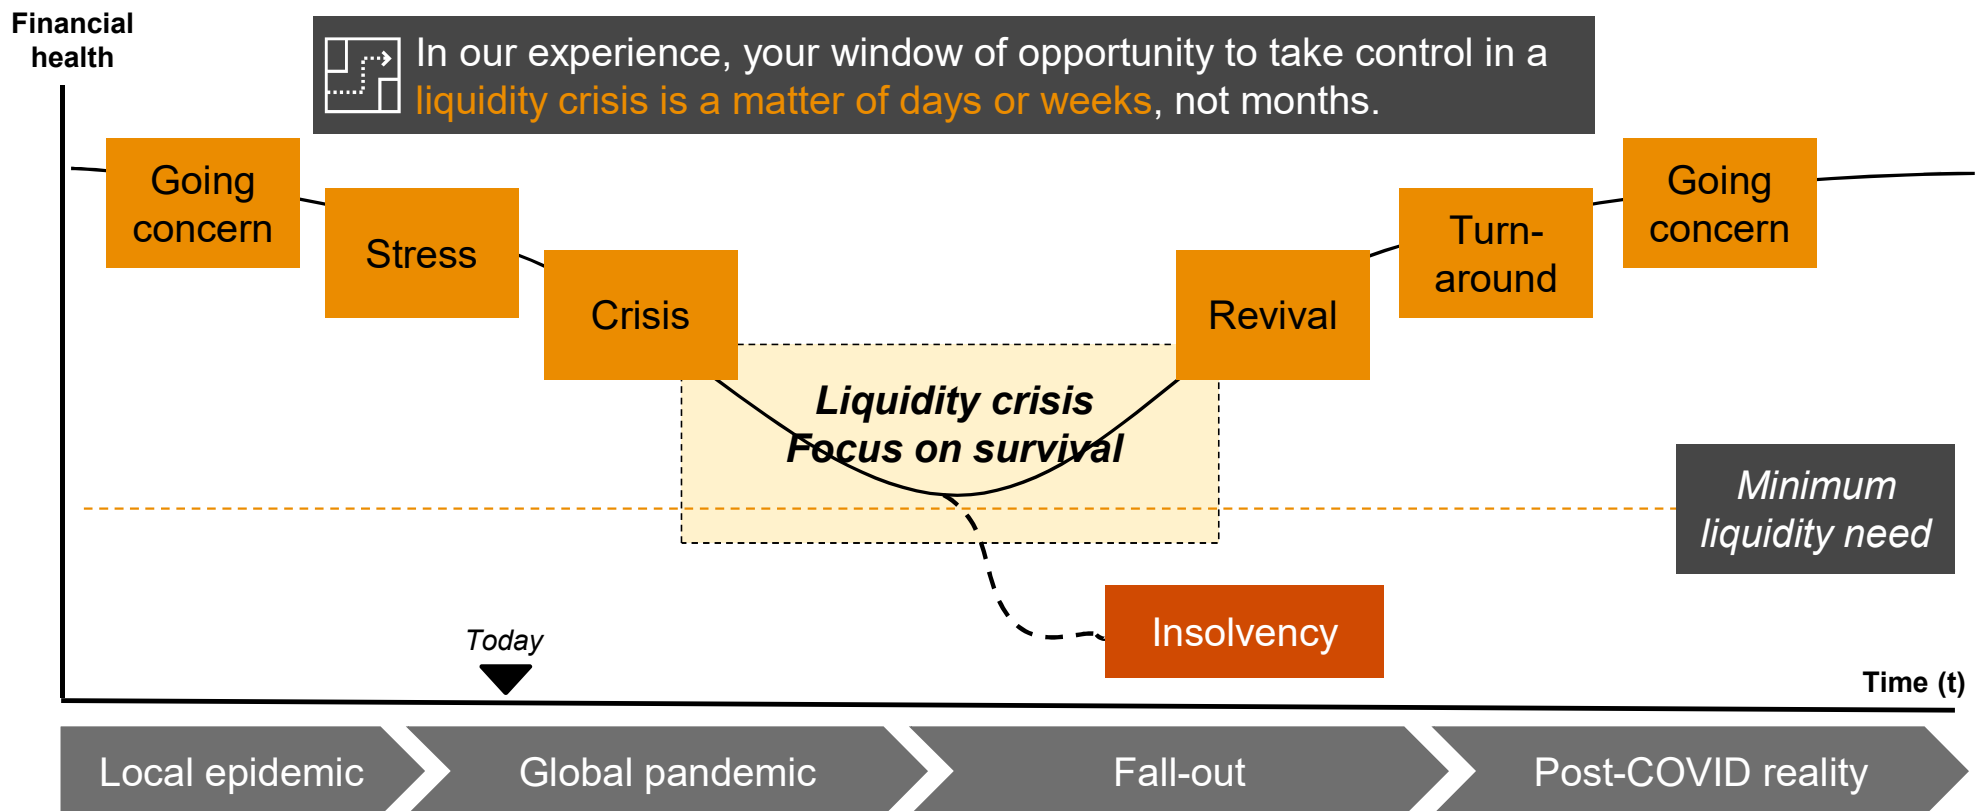 Financial
health
In our experience, your window of opportunity to take control in a
liquidity crisis is a matter of days or weeks, not months.
Going
concern
Stress
Crisis
Liquidity crisis
Focus on survival
Revival
Turn-
around
Going
concern
Minimum
liquidity need
Insolvency
Today
Time (t)
Local epidemic
Global pandemic
Fall-out
Post-COVID reality